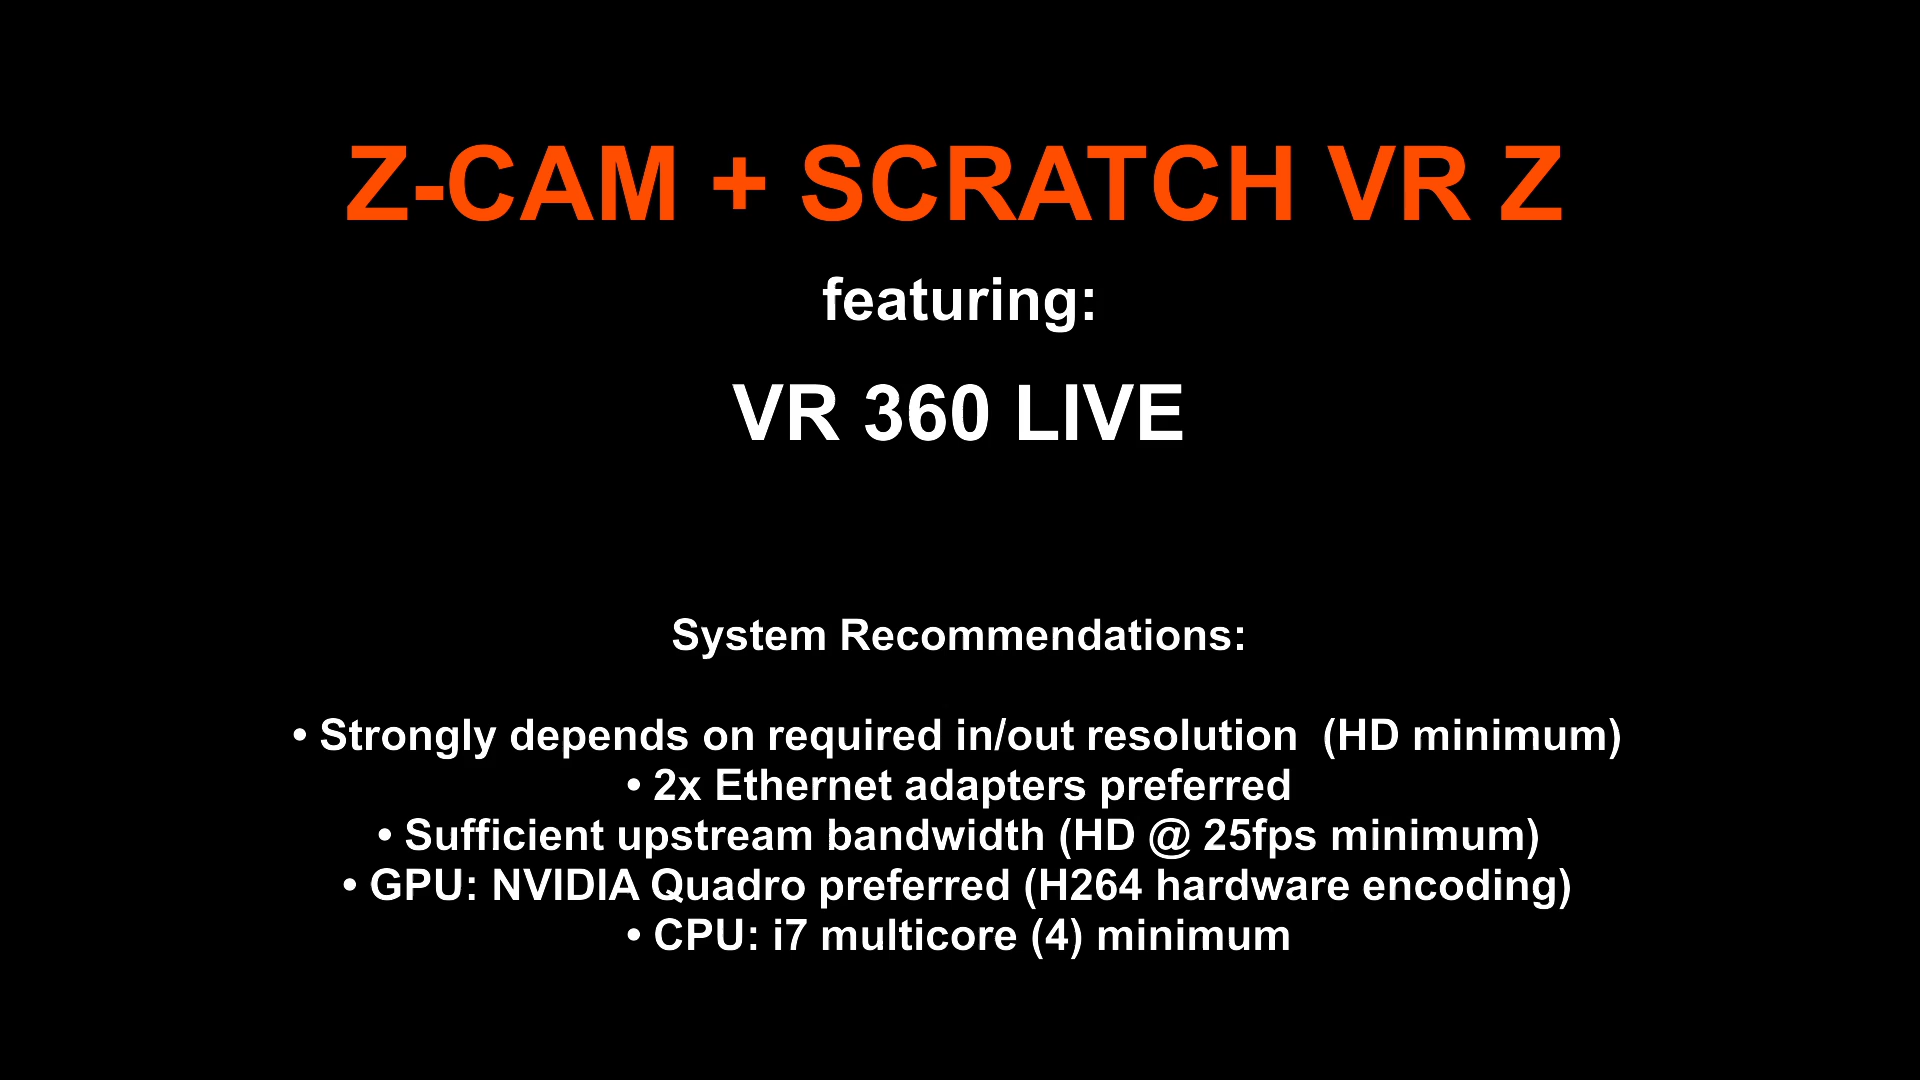 Z-CAM + SCRATCH VR Z
featuring:
VR 360 LIVE
System Recommendations:
• Strongly depends on required in/out resolution  (HD minimum)
• 2x Ethernet adapters preferred
• Sufficient upstream bandwidth (HD @ 25fps minimum)
• GPU: NVIDIA Quadro preferred (H264 hardware encoding)
• CPU: i7 multicore (4) minimum